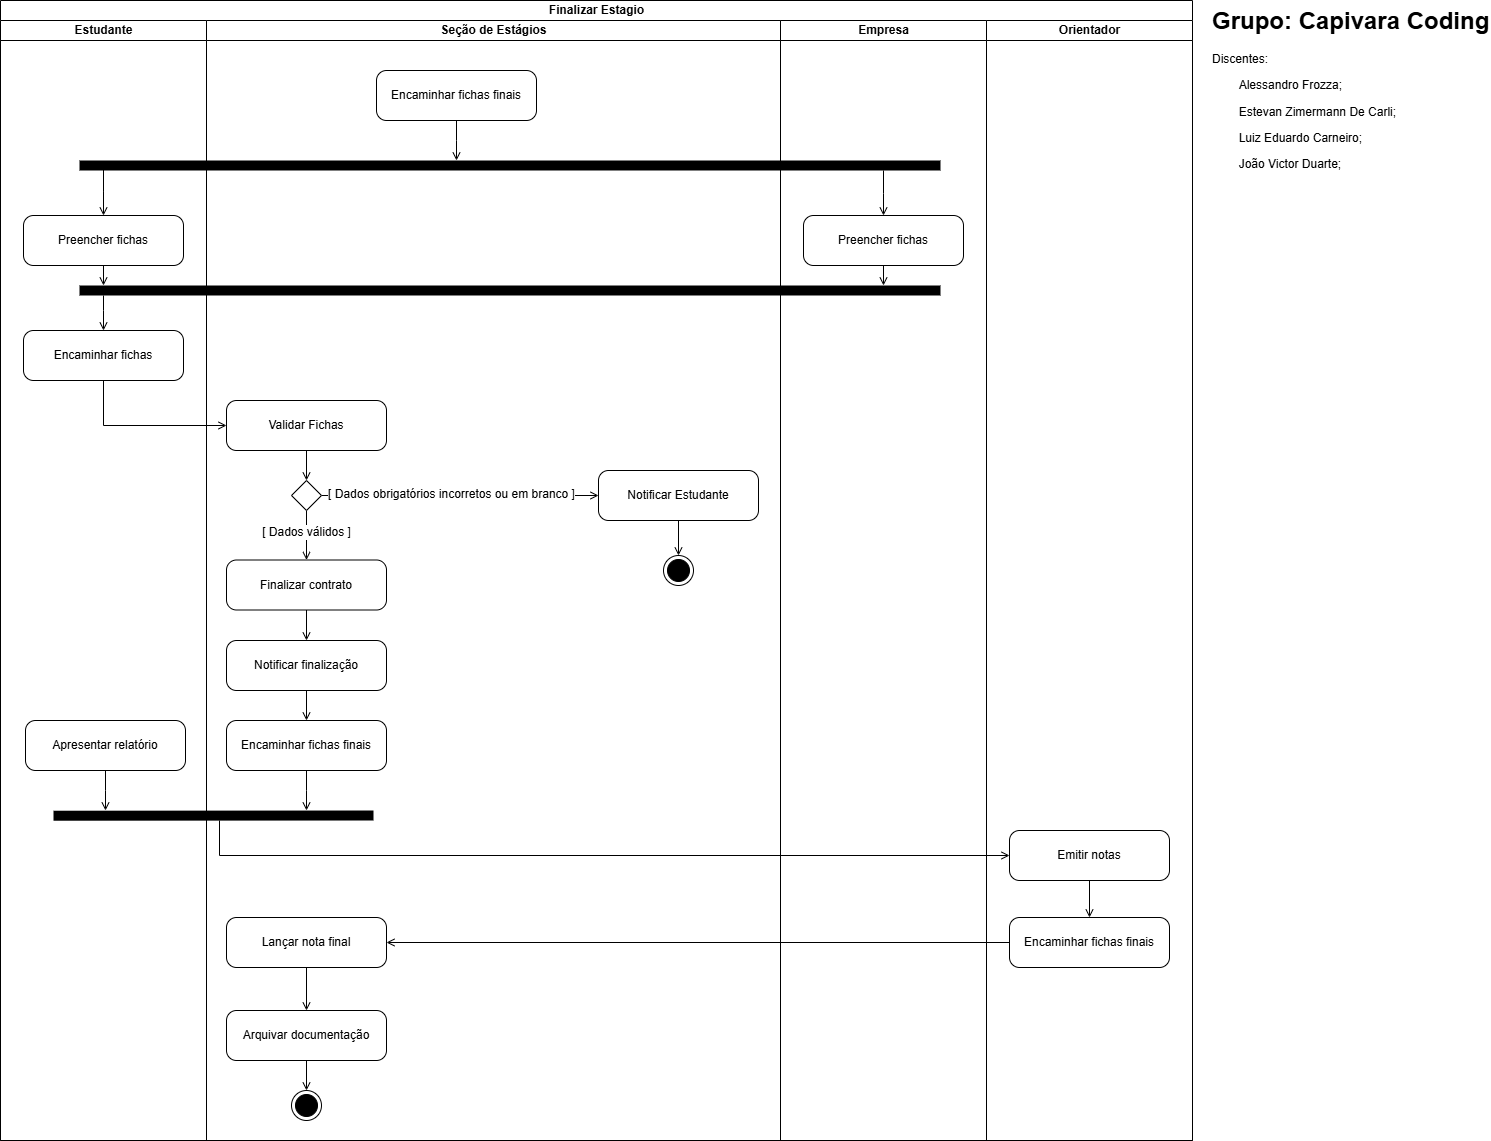 Finalizar Estagio
Estudante
Seção de Estágios
Empresa
Orientador
Grupo: Capivara Coding
Discentes:
Alessandro Frozza;
Estevan Zimermann De Carli;
Luiz Eduardo Carneiro;
João Victor Duarte;
Encaminhar fichas finais
Preencher fichas
Preencher fichas
Encaminhar fichas
Validar Fichas
[ Dados obrigatórios incorretos ou em branco ]
Notificar Estudante
[ Dados válidos ]
Finalizar contrato
Notificar finalização
Apresentar relatório
Encaminhar fichas finais
Emitir notas
Lançar nota final
Encaminhar fichas finais
Arquivar documentação